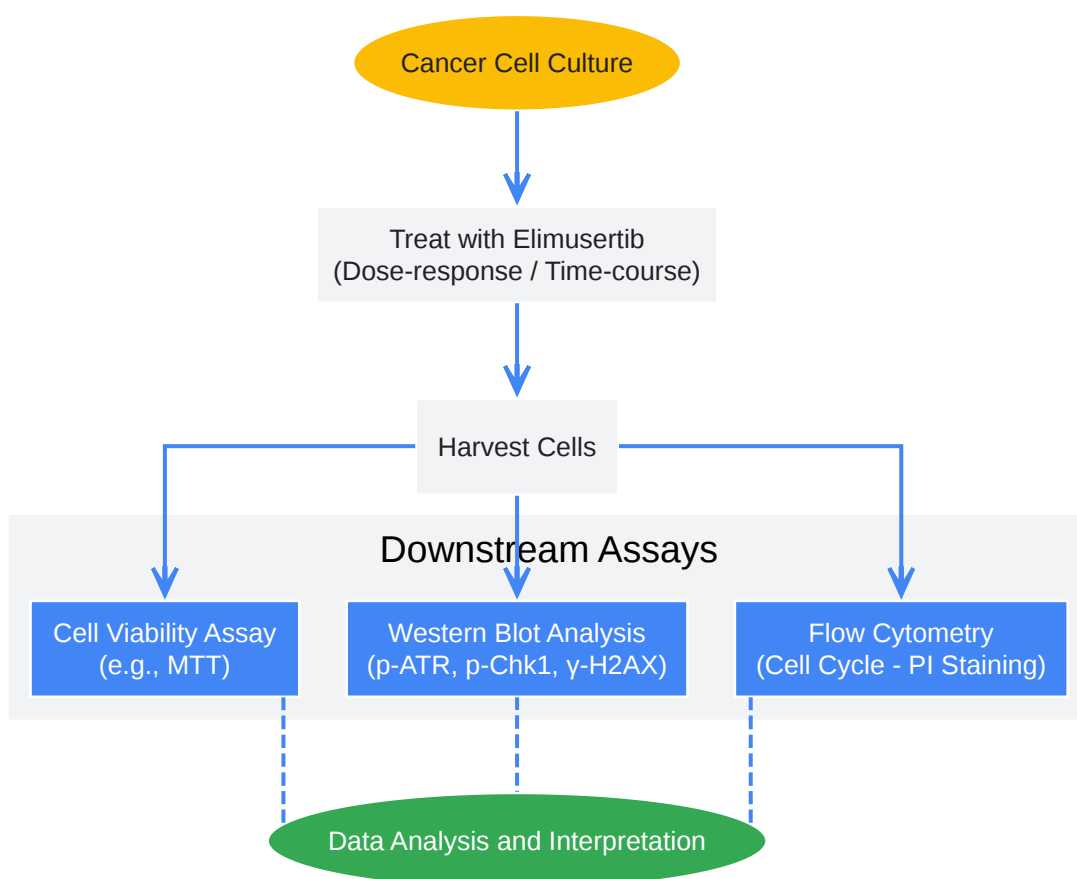 Cancer Cell Culture
Treat with Elimusertib
(Dose-response / Time-course)
Harvest Cells
Downstream Assays
Cell Viability Assay
(e.g., MTT)
Western Blot Analysis
(p-ATR, p-Chk1, γ-H2AX)
Flow Cytometry
(Cell Cycle - PI Staining)
Data Analysis and Interpretation